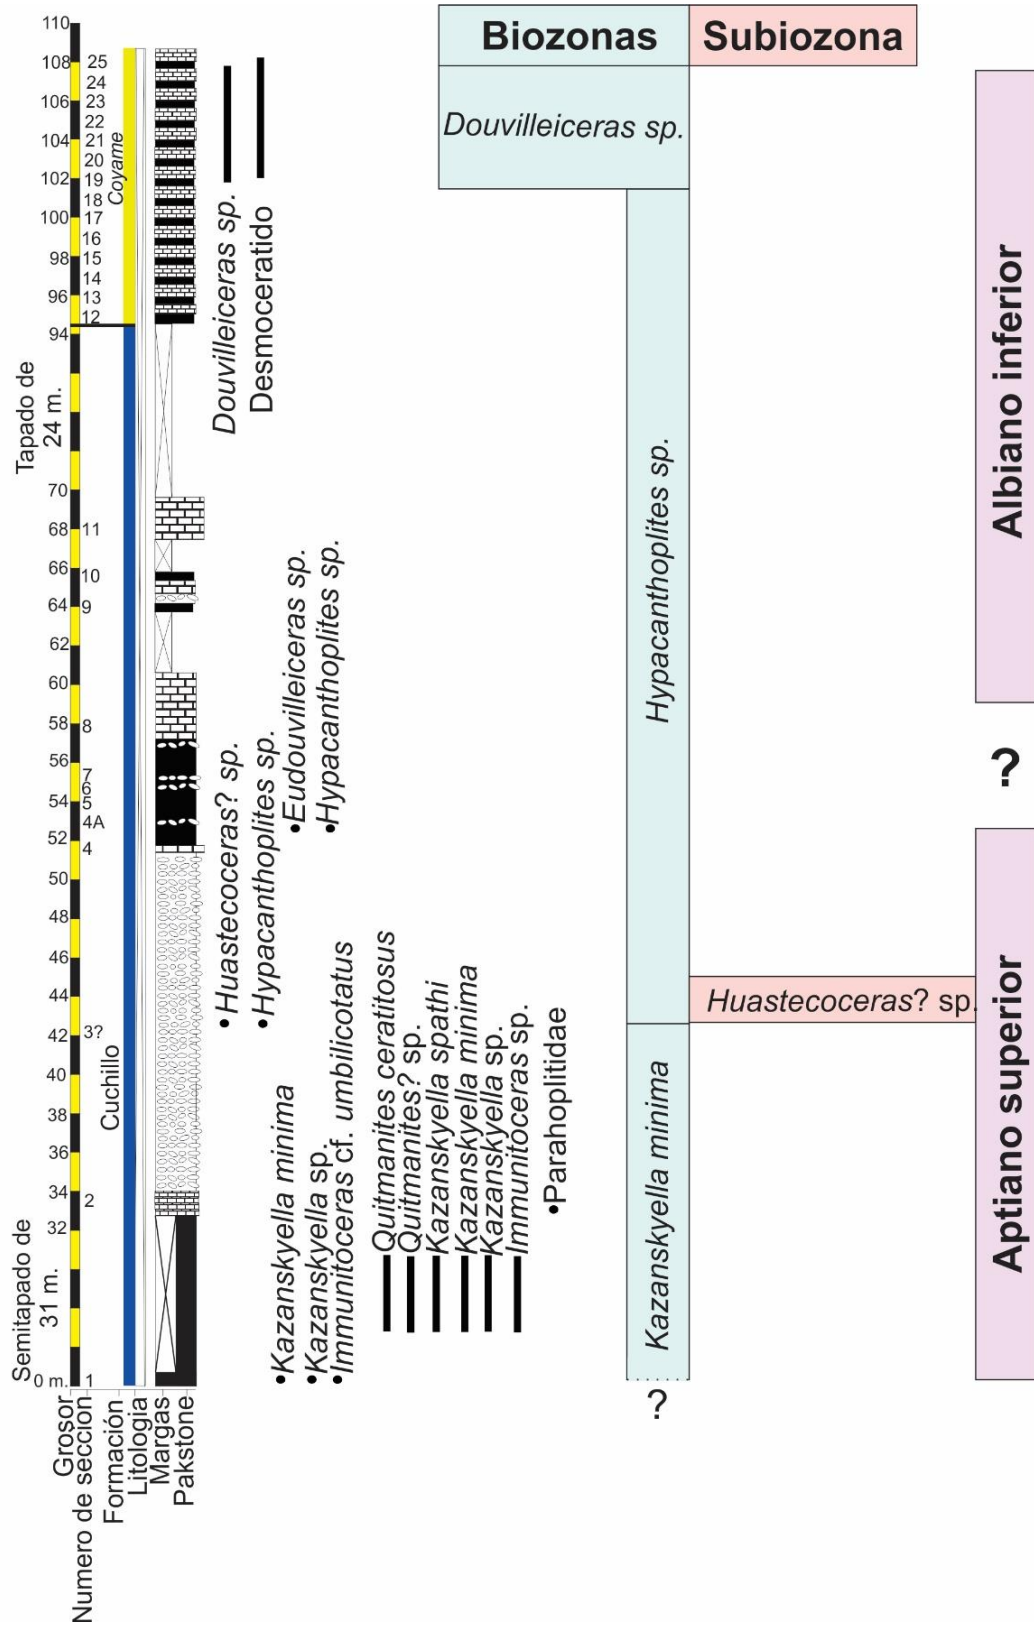 Biozonas
Subiozona
110
108
106
104
102
100
98
96
94
70
68
66
64
62
60
58
56
54
52
50
48
46
44
42
40
38
36
34
32
0 m.
Tapado de
24 m.
Semitapado de
31 m.
25
24
23
22
21
20
19
18
17
16
15
14
13
12
11
10
9
8
7
6
5
4A
4
3?
2
1
Coyame
Cuchillo
Douvilleiceras sp.
Desmoceratido
•Huastecoceras? sp.
•Hypacanthoplites sp.
•Eudouvilleiceras sp.
•Hypacanthoplites sp.
•Kazanskyella minima
•Kazanskyella sp.
•Immunitoceras cf. umbilicotatus
Quitmanites ceratitosus
Quitmanites? sp.
Kazanskyella spathi
Kazanskyella minima
Kazanskyella sp.
Immunitoceras sp.
•Parahoplitidae
Douvilleiceras sp.
Hypacanthoplites sp.
Kazanskyella minima
?
Huastecoceras? sp.
Albiano inferior
?
Aptiano superior
Grosor
Numero de sección
Formación
Litologia
Margas
Pakstone